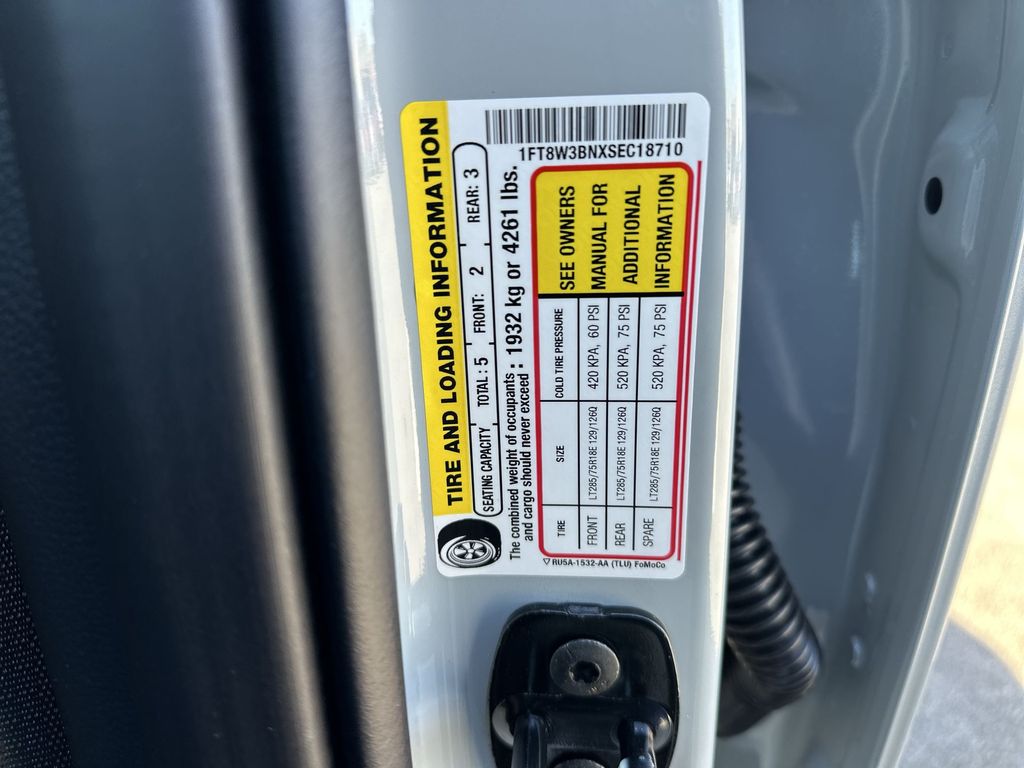 1FT8W3BNXSEC18710
TIRE AND LOADING INFORMATION
SEATING CAPACITY TOTAL : 5 FRONT: 2 REAR: 3
The combined weight of occupants
and cargo should never exceed : 1932 kg or 4261 lbs.
TIRE SIZE COLD TIRE PRESSURE
FRONT LT285/75R18E 129/126Q 420 KPA, 60 PSI
REAR LT285/75R18E 129/126Q 520 KPA, 75 PSI
SPARE LT285/75R18E 129/126Q 520 KPA, 75 PSI
SEE OWNERS
MANUAL FOR
ADDITIONAL
INFORMATION
RU5A-1532-AA (TLU) FoMoCo